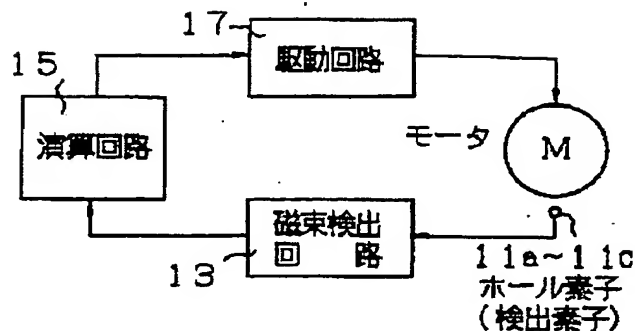 17
駆動回路
15
演算回路
モータ
M
磁束検出
回 路
13
11a~11c
ホール素子
(検出素子)